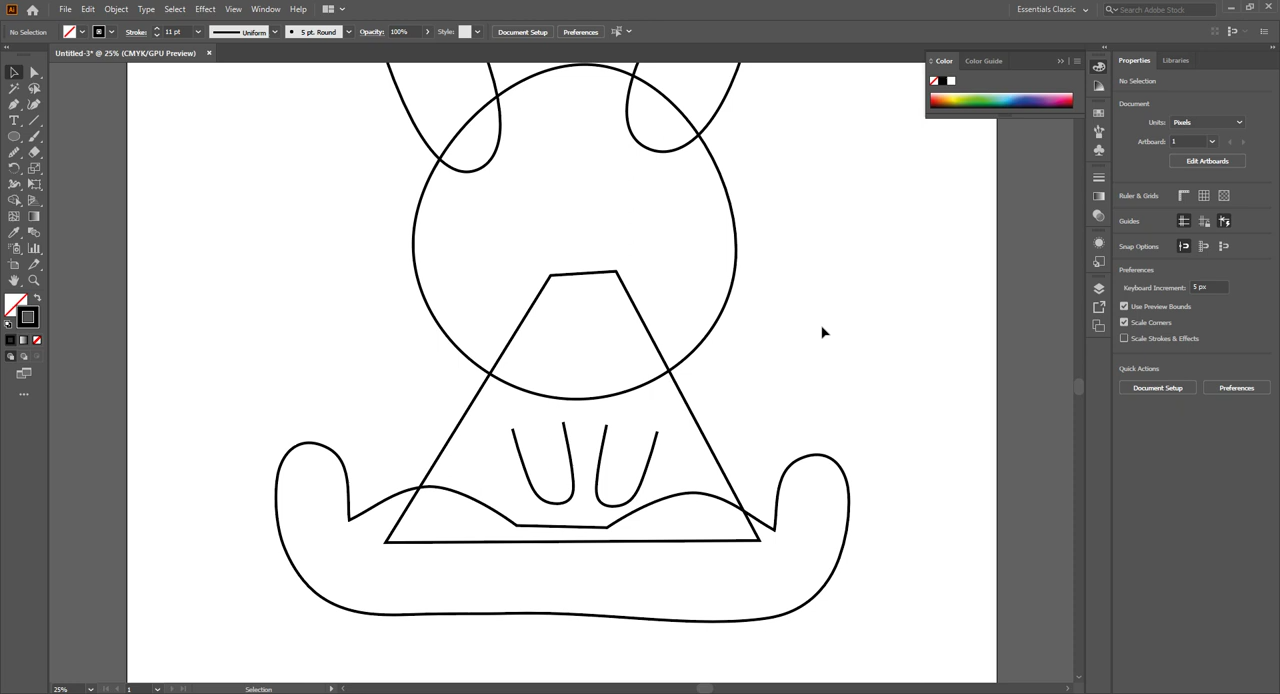 Ai File Edit Object Type Select Effect View Window Help Essentials Classic Search Adobe Stock
No Selection Stroke: 11 pt Uniform 5 pt. Round Opacity: 100% Style: Document Setup Preferences
Untitled-3* @ 25% (CMYK/GPU Preview) ×
Color Color Guide
Properties Libraries
No Selection
Document
Units: Pixels
Artboard: 1
Edit Artboards
Ruler & Grids
Guides
Snap Options
Preferences
Keyboard Increment: 5 px
Use Preview Bounds
Scale Corners
Scale Strokes & Effects
Quick Actions
Document Setup Preferences
25% 1 Selection